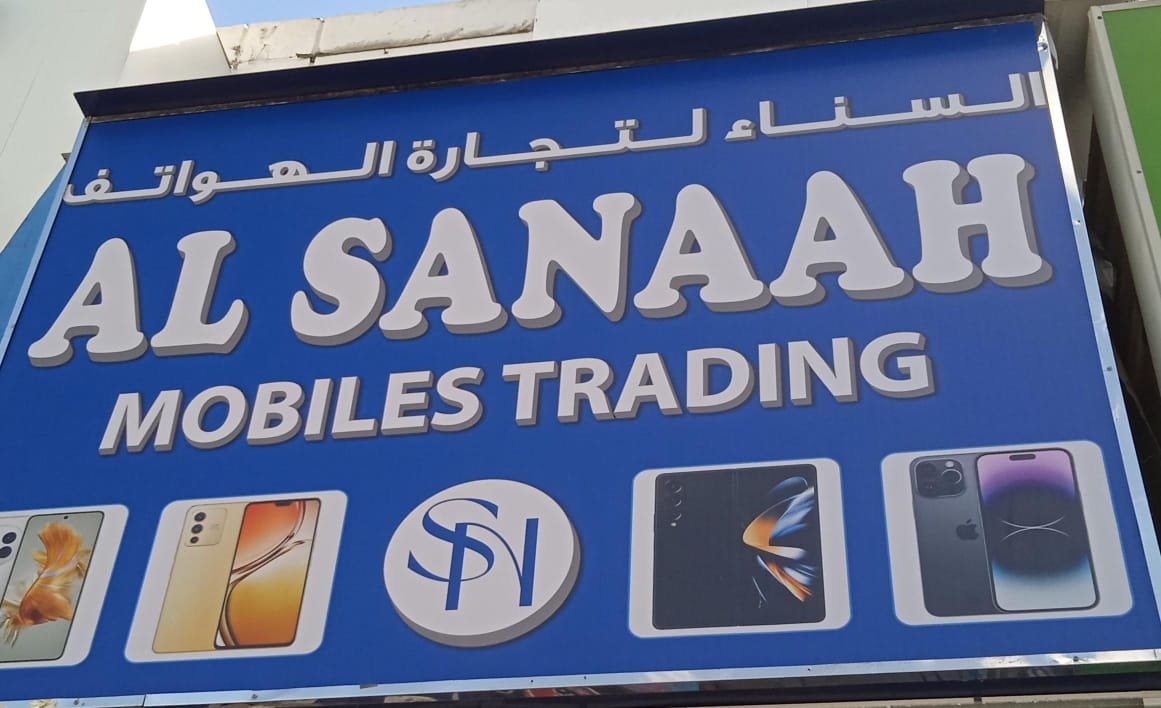 السناء لتجارة الهواتف
AL SANAAH
MOBILES TRADING
SN